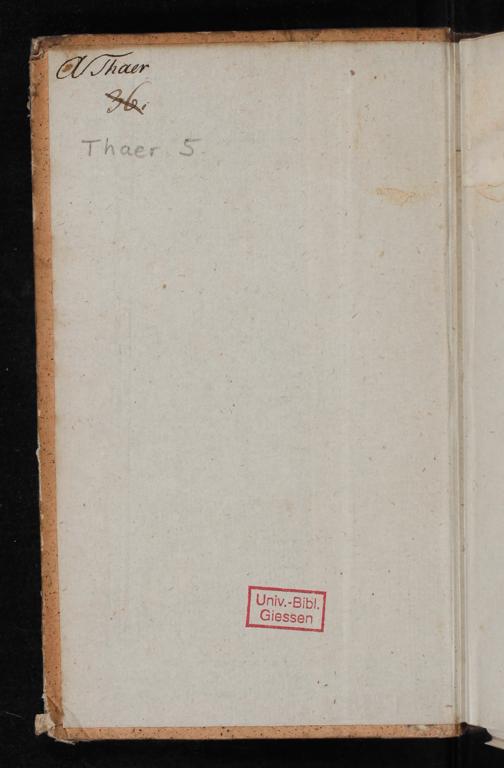 A Thaer
36.
Thaer 5.
Univ.-Bibl.
Giessen